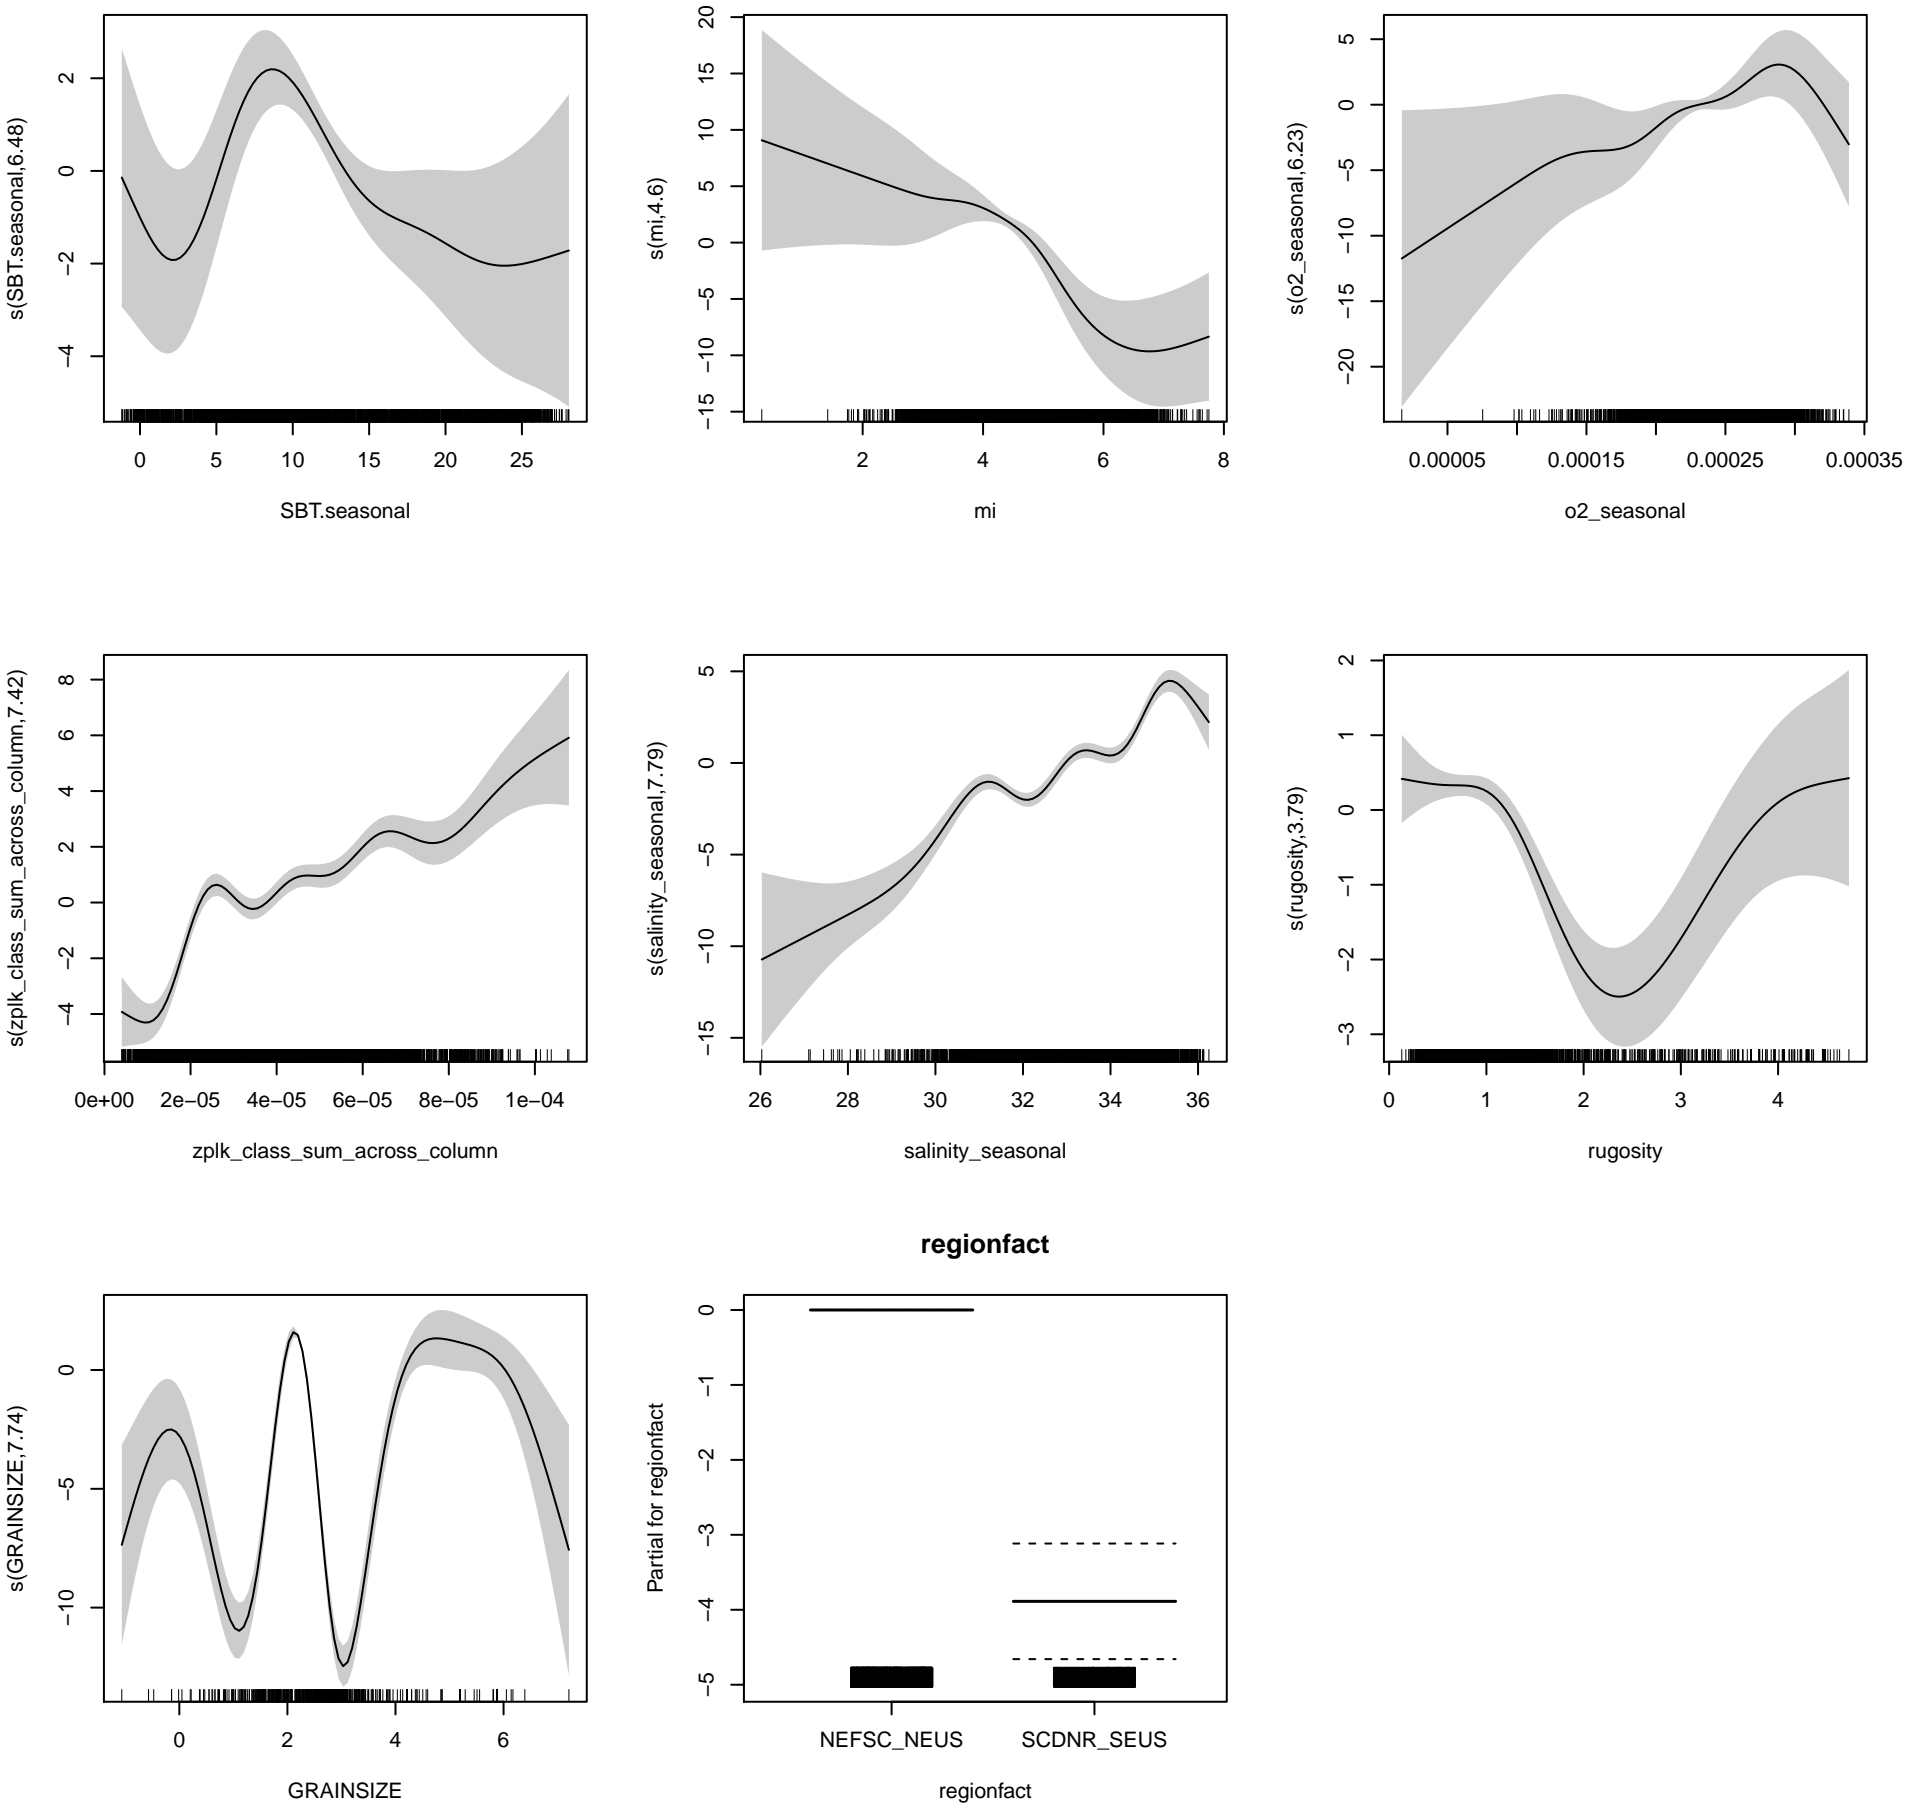 s(SBT.seasonal,6.48)
2
0
−2
−4
0 5 10 15 20 25
SBT.seasonal
s(mi,4.6)
20
15
10
5
0
−5
−10
−15
2 4 6 8
mi
s(o2_seasonal,6.23)
5
0
−5
−10
−15
−20
0.00005 0.00015 0.00025 0.00035
o2_seasonal
s(zplk_class_sum_across_column,7.42)
8
6
4
2
0
−2
−4
0e+00 2e−05 4e−05 6e−05 8e−05 1e−04
zplk_class_sum_across_column
s(salinity_seasonal,7.79)
5
0
−5
−10
−15
26 28 30 32 34 36
salinity_seasonal
s(rugosity,3.79)
2
1
0
−1
−2
−3
0 1 2 3 4
rugosity
s(GRAINSIZE,7.74)
0
−5
−10
0 2 4 6
GRAINSIZE
regionfact
Partial for regionfact
0
−1
−2
−3
−4
−5
NEFSC_NEUS SCDNR_SEUS
regionfact